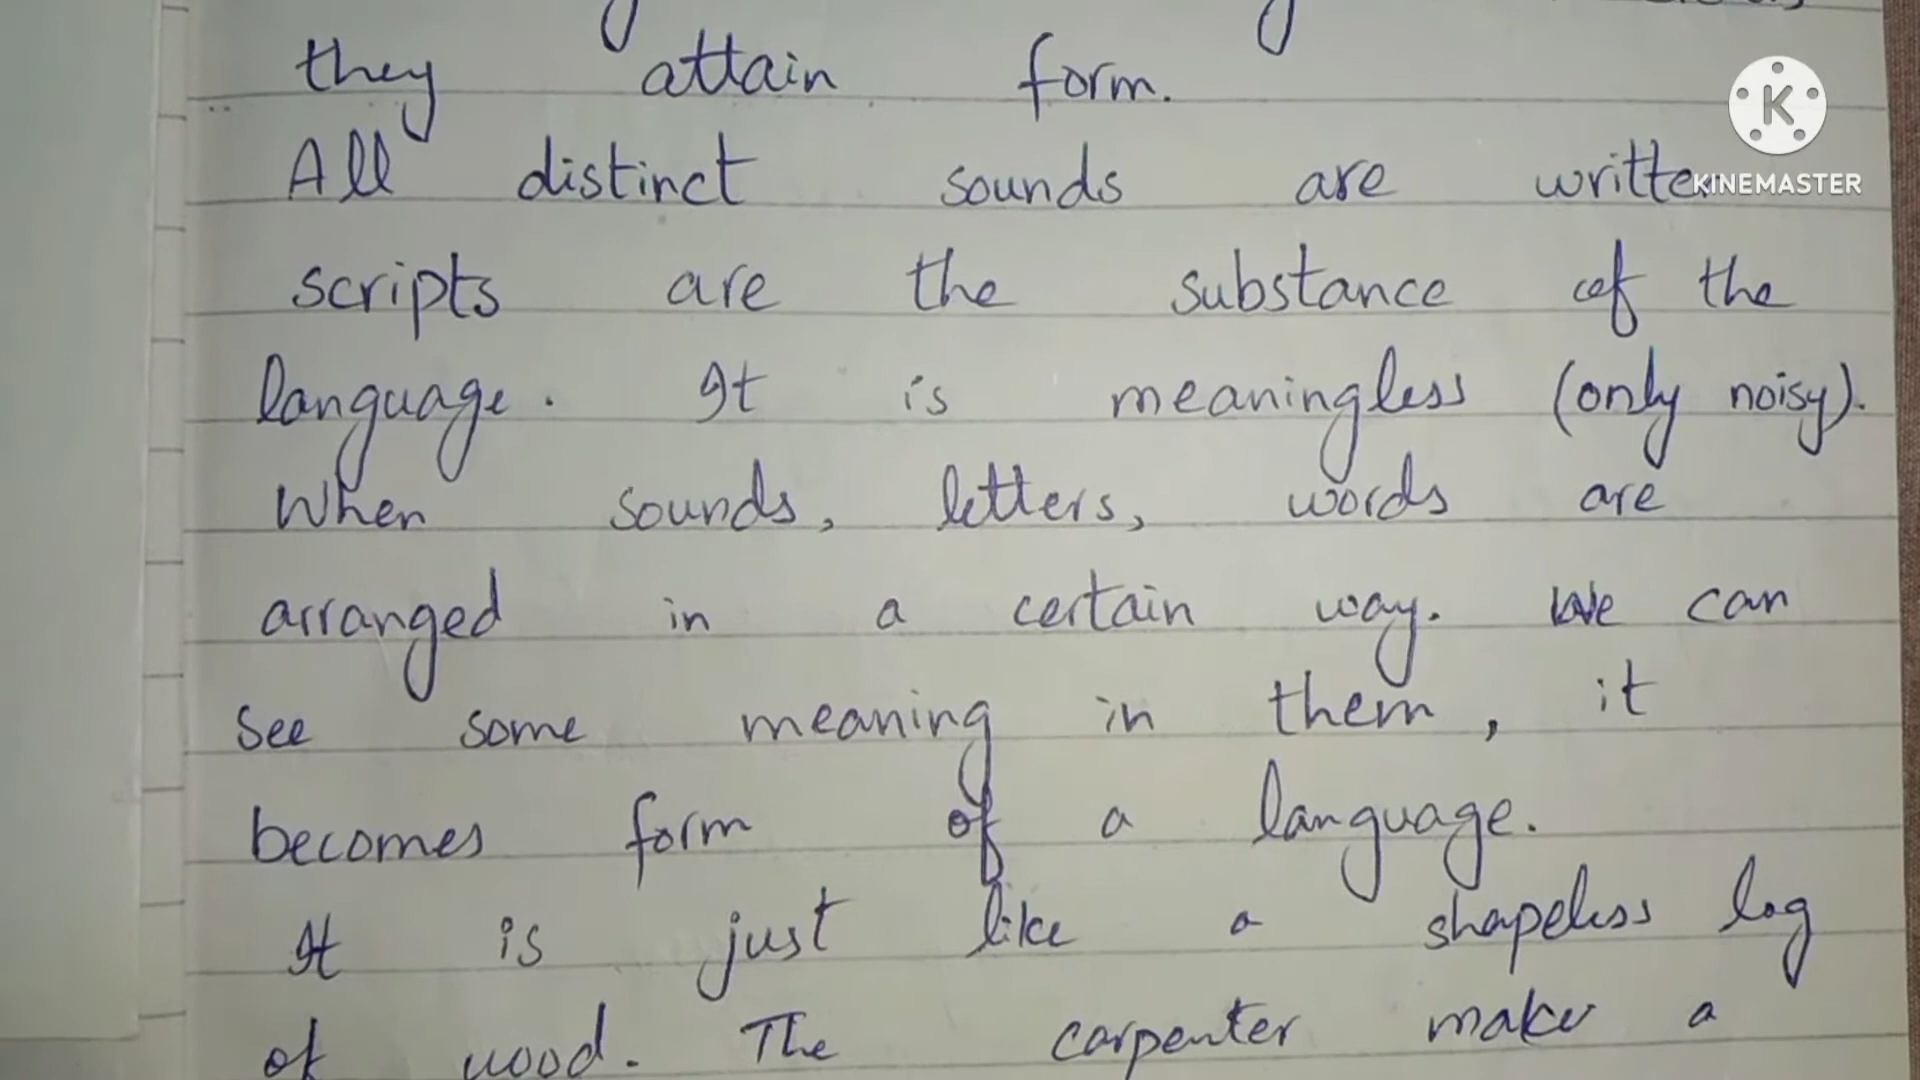 they attain form.
All distinct sounds are written
KINEMASTER
scripts are the substance of the
language. It is meaningless (only noisy).
When sounds, letters, words are
arranged in a certain way. We can
see some meaning in them, it
becomes form of a language.
It is just like a shapeless log
of wood. The carpenter make a